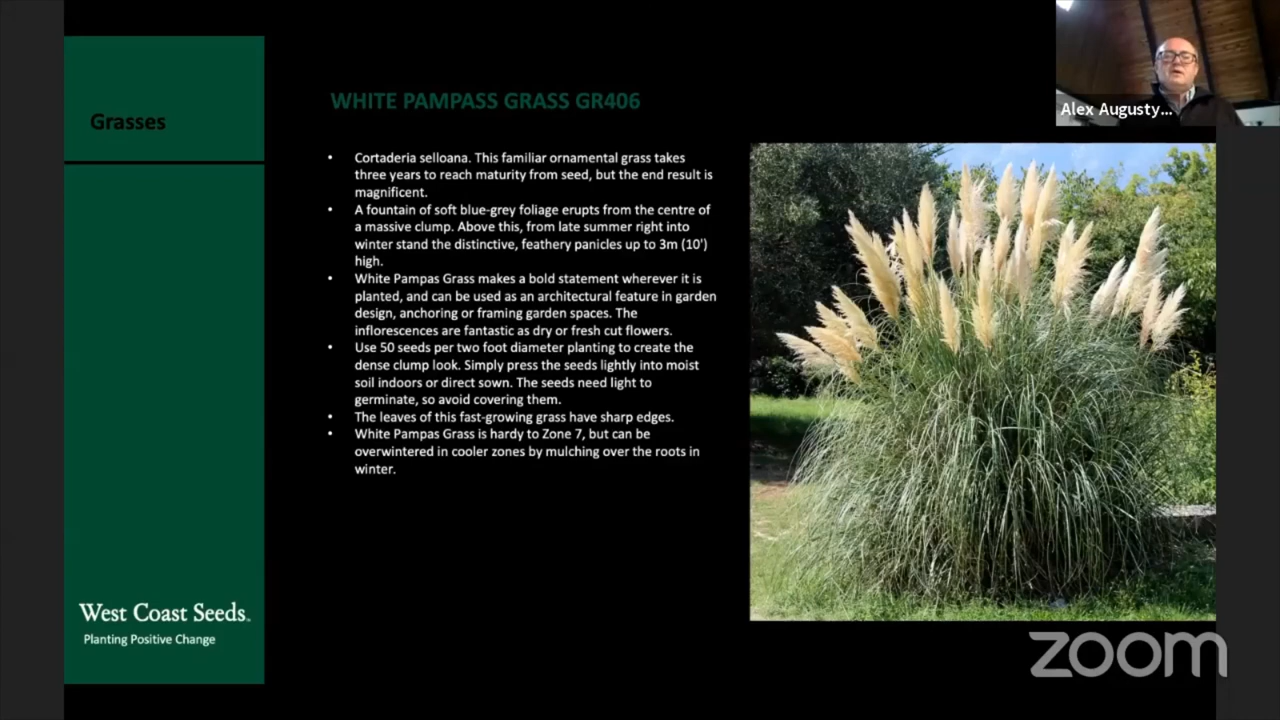 Grasses
WHITE PAMPASS GRASS GR406
• Cortaderia selloana. This familiar ornamental grass takes
three years to reach maturity from seed, but the end result is
magnificent.
• A fountain of soft blue-grey foliage erupts from the centre of
a massive clump. Above this, from late summer right into
winter stand the distinctive, feathery panicles up to 3m (10')
high.
• White Pampas Grass makes a bold statement wherever it is
planted, and can be used as an architectural feature in garden
design, anchoring or framing garden spaces. The
inflorescences are fantastic as dry or fresh cut flowers.
• Use 50 seeds per two foot diameter planting to create the
dense clump look. Simply press the seeds lightly into moist
soil indoors or direct sown. The seeds need light to
germinate, so avoid covering them.
• The leaves of this fast-growing grass have sharp edges.
• White Pampas Grass is hardy to Zone 7, but can be
overwintered in cooler zones by mulching over the roots in
winter.
West Coast Seeds.
Planting Positive Change
Alex Augusty...
zoom